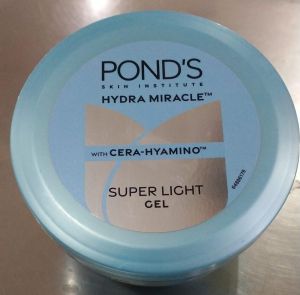 POND'S
SKIN INSTITUTE
HYDRA MIRACLE™
WITH CERA-HYAMINO™
SUPER LIGHT
GEL